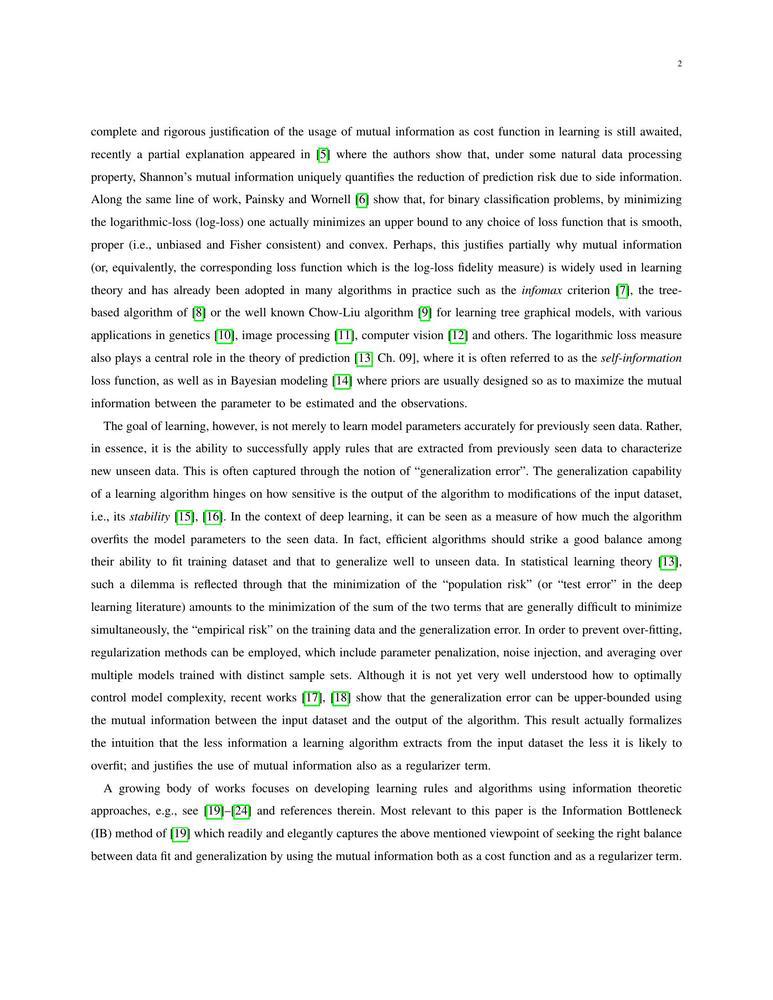 2
complete and rigorous justification of the usage of mutual information as cost function in learning is still awaited,
recently a partial explanation appeared in [5] where the authors show that, under some natural data processing
property, Shannon's mutual information uniquely quantifies the reduction of prediction risk due to side information.
Along the same line of work, Painsky and Wornell [6] show that, for binary classification problems, by minimizing
the logarithmic-loss (log-loss) one actually minimizes an upper bound to any choice of loss function that is smooth,
proper (i.e., unbiased and Fisher consistent) and convex. Perhaps, this justifies partially why mutual information
(or, equivalently, the corresponding loss function which is the log-loss fidelity measure) is widely used in learning
theory and has already been adopted in many algorithms in practice such as the infomax criterion [7], the tree-
based algorithm of [8] or the well known Chow-Liu algorithm [9] for learning tree graphical models, with various
applications in genetics [10], image processing [11], computer vision [12] and others. The logarithmic loss measure
also plays a central role in the theory of prediction [13, Ch. 09], where it is often referred to as the self-information
loss function, as well as in Bayesian modeling [14] where priors are usually designed so as to maximize the mutual
information between the parameter to be estimated and the observations.
The goal of learning, however, is not merely to learn model parameters accurately for previously seen data. Rather,
in essence, it is the ability to successfully apply rules that are extracted from previously seen data to characterize
new unseen data. This is often captured through the notion of “generalization error”. The generalization capability
of a learning algorithm hinges on how sensitive is the output of the algorithm to modifications of the input dataset,
i.e., its stability [15], [16]. In the context of deep learning, it can be seen as a measure of how much the algorithm
overfits the model parameters to the seen data. In fact, efficient algorithms should strike a good balance among
their ability to fit training dataset and that to generalize well to unseen data. In statistical learning theory [13],
such a dilemma is reflected through that the minimization of the “population risk” (or “test error” in the deep
learning literature) amounts to the minimization of the sum of the two terms that are generally difficult to minimize
simultaneously, the “empirical risk” on the training data and the generalization error. In order to prevent over-fitting,
regularization methods can be employed, which include parameter penalization, noise injection, and averaging over
multiple models trained with distinct sample sets. Although it is not yet very well understood how to optimally
control model complexity, recent works [17], [18] show that the generalization error can be upper-bounded using
the mutual information between the input dataset and the output of the algorithm. This result actually formalizes
the intuition that the less information a learning algorithm extracts from the input dataset the less it is likely to
overfit; and justifies the use of mutual information also as a regularizer term.
A growing body of works focuses on developing learning rules and algorithms using information theoretic
approaches, e.g., see [19]–[24] and references therein. Most relevant to this paper is the Information Bottleneck
(IB) method of [19] which readily and elegantly captures the above mentioned viewpoint of seeking the right balance
between data fit and generalization by using the mutual information both as a cost function and as a regularizer term.